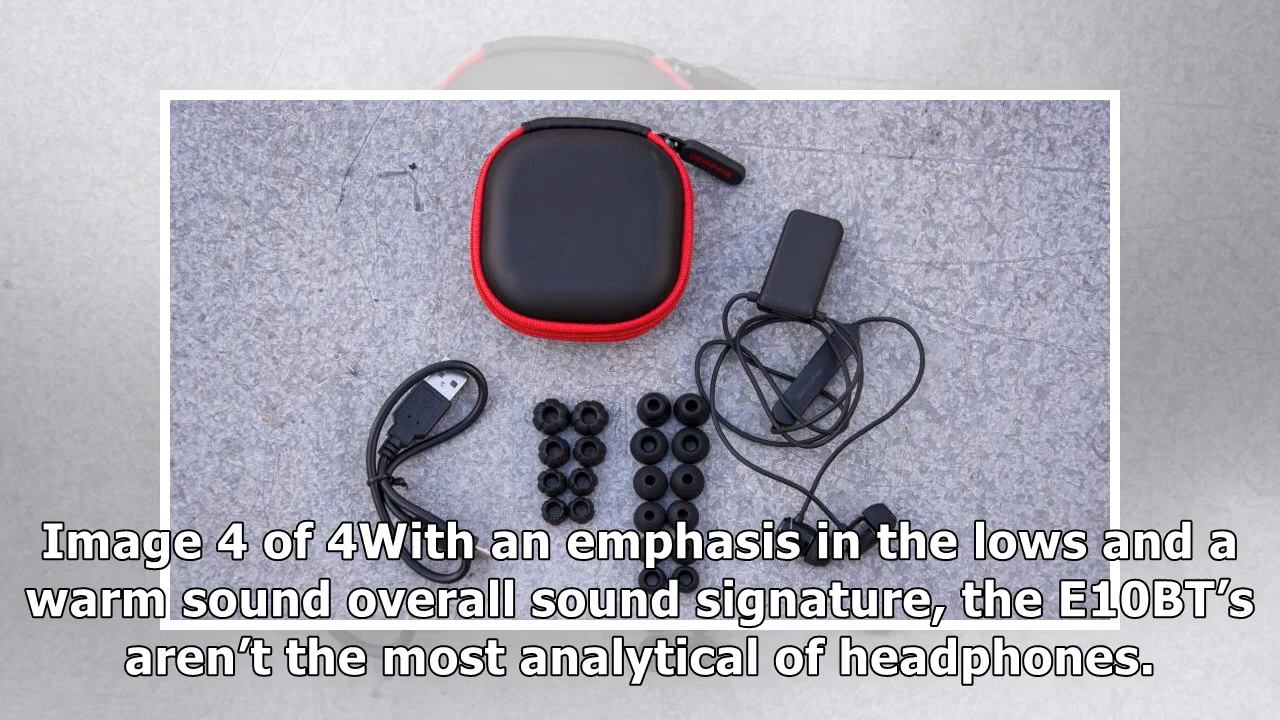 Image 4 of 4With an emphasis in the lows and a
warm sound overall sound signature, the E10BT’s
aren’t the most analytical of headphones.